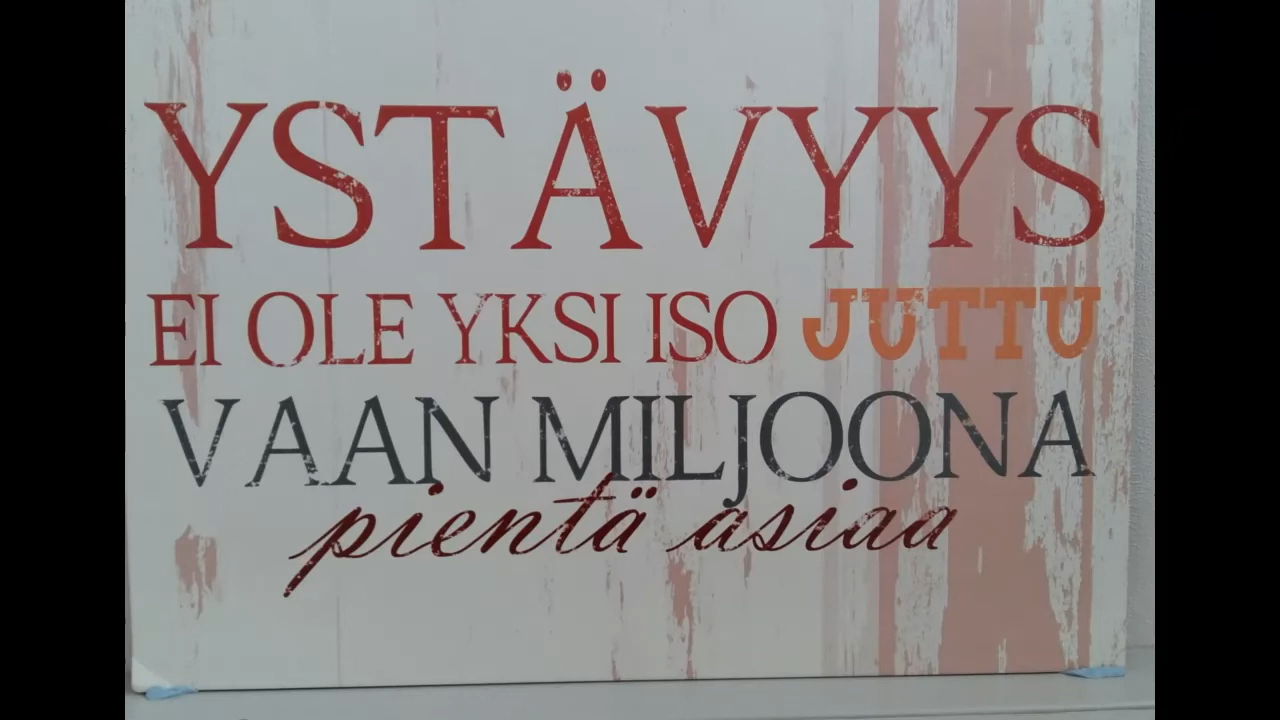 YSTÄVYYS
EI OLE YKSI ISO JUTTU
VAAN MILJOONA
pientä asiaa